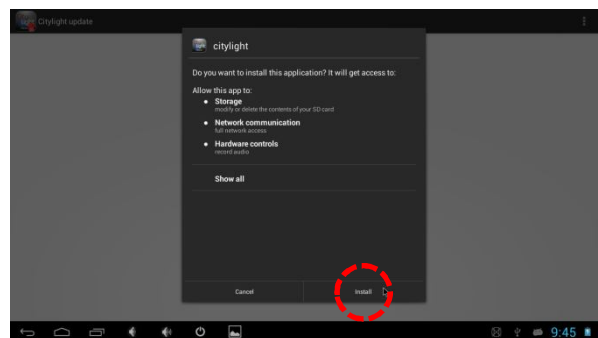 Citylight update
citylight
Do you want to install this application? It will get access to:
Allow this app to:
Storage
modify or delete the contents of your SD card
Network communication
full network access
Hardware controls
record audio
Show all
Cancel Install
9:45